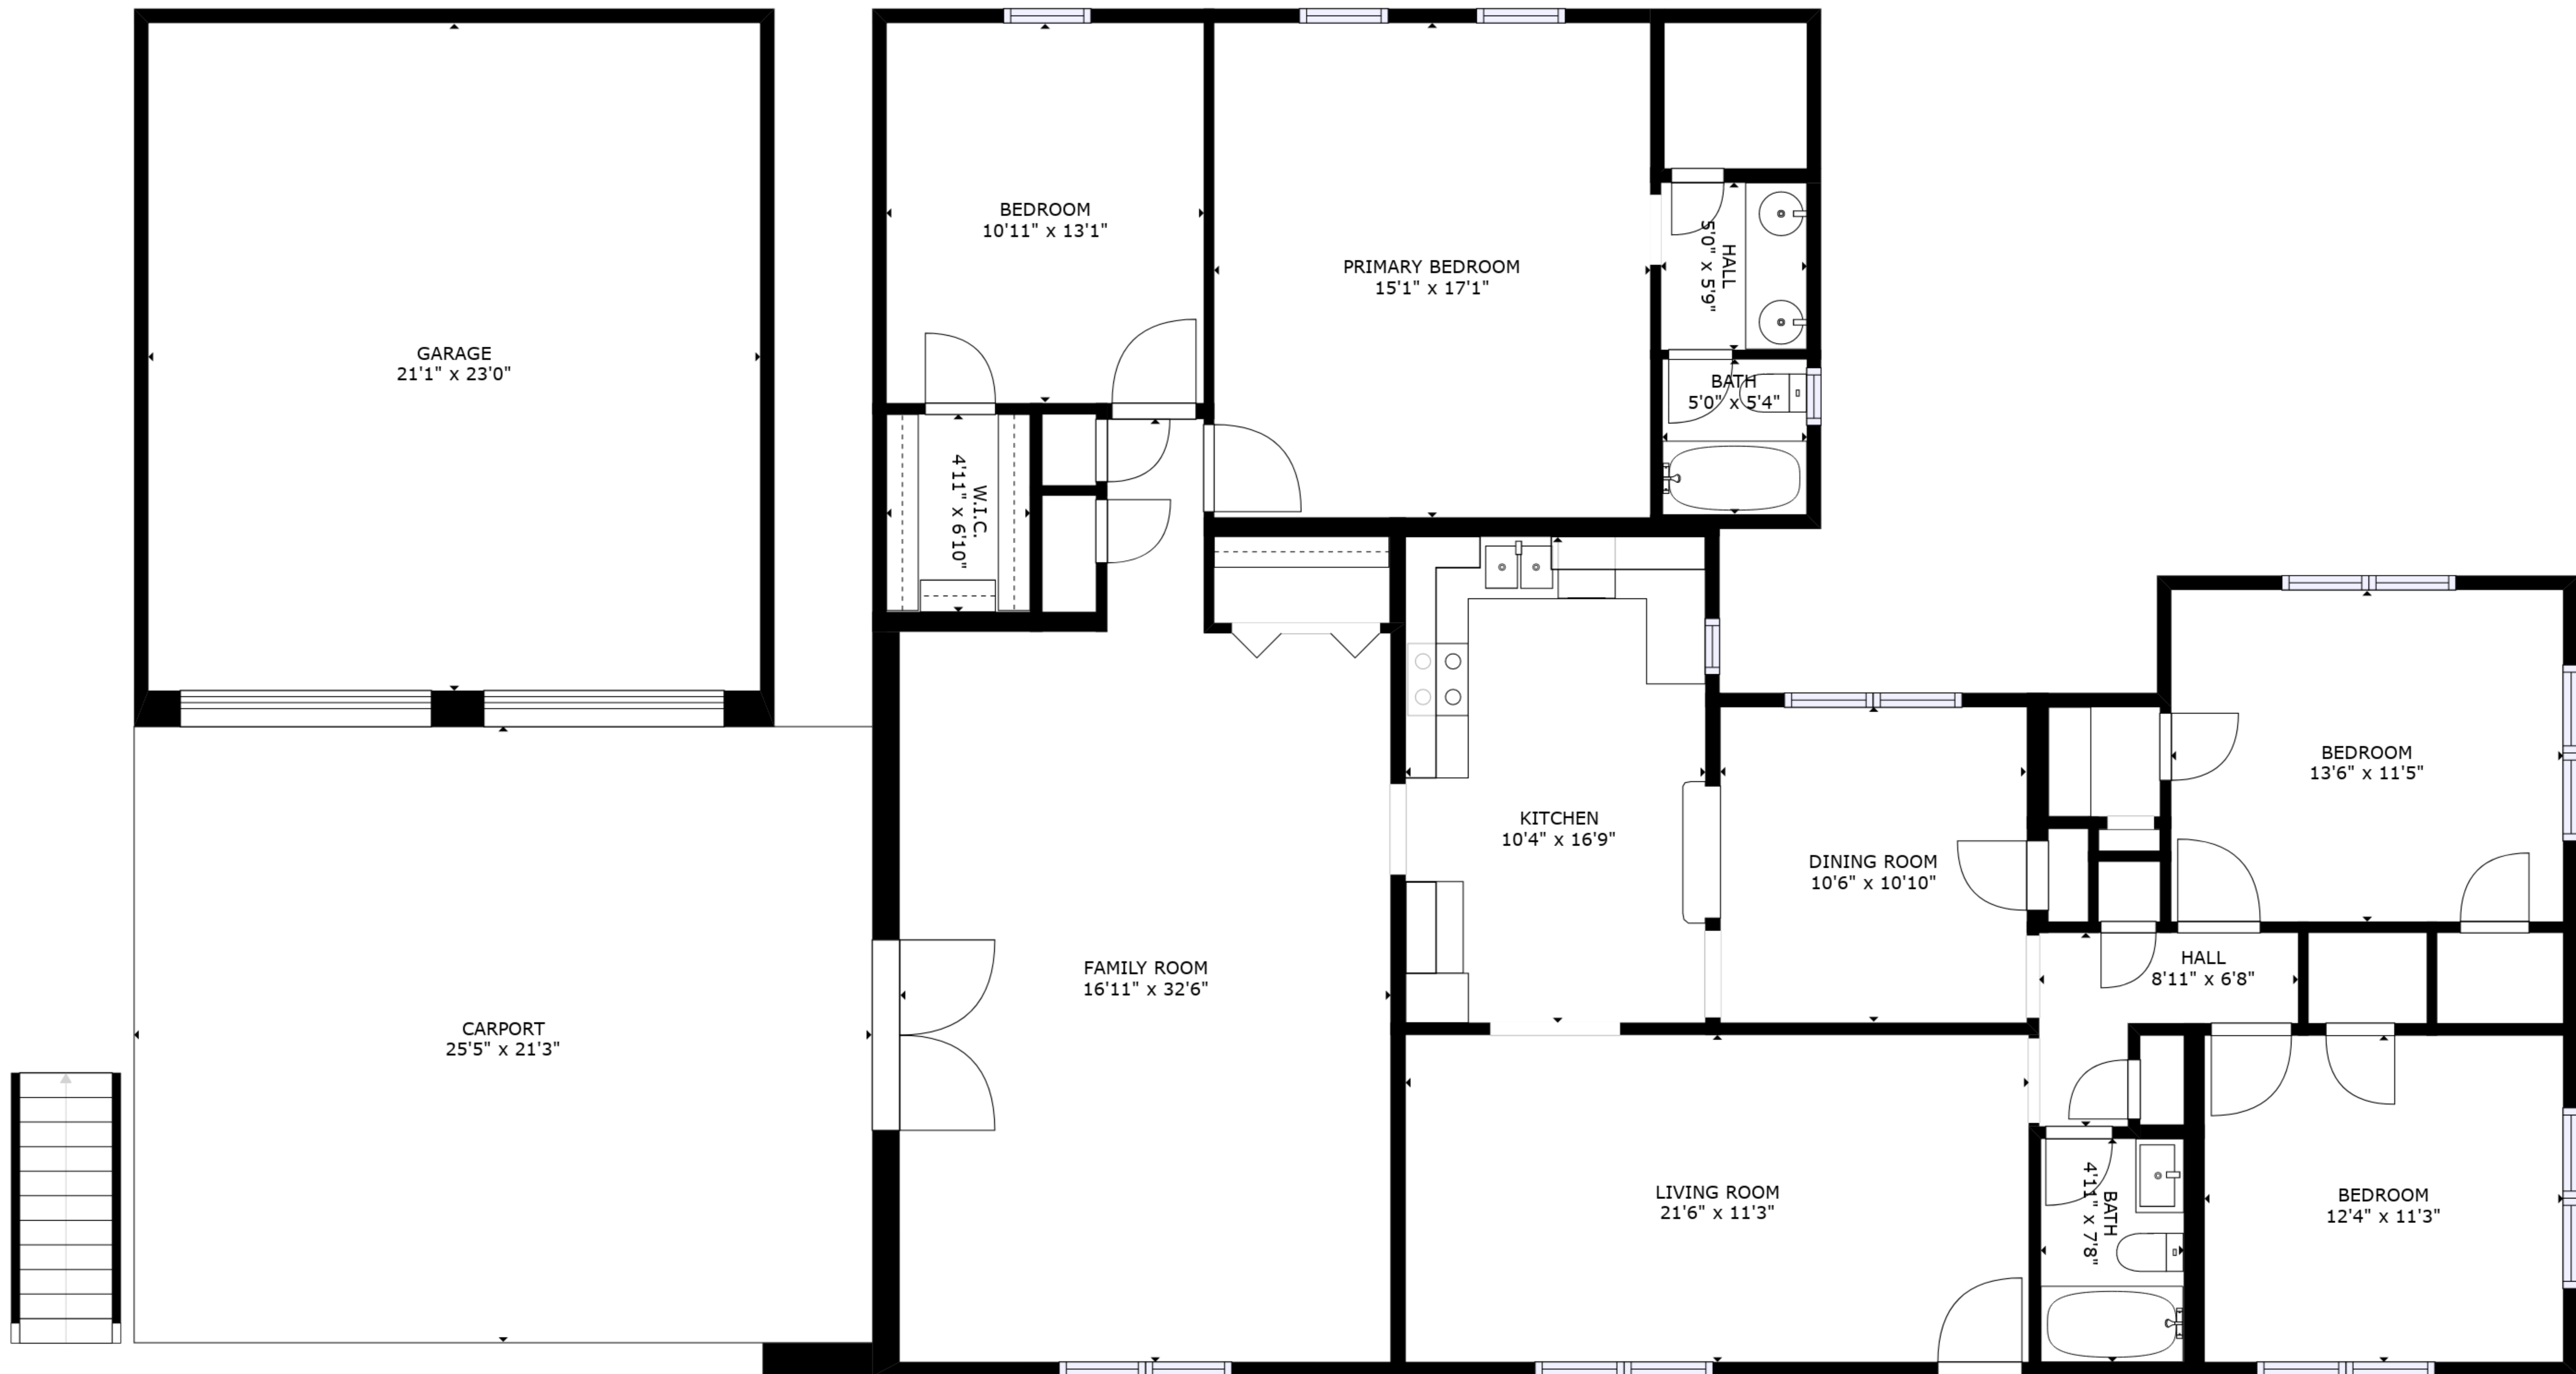 BEDROOM
10'11" x 13'1"
PRIMARY BEDROOM
15'1" x 17'1"
HALL
5'0" x 5'9"
GARAGE
21'1" x 23'0"
BATH
5'0" x 5'4"
W.I.C.
4'11" x 6'10"
BEDROOM
13'6" x 11'5"
KITCHEN
10'4" x 16'9"
DINING ROOM
10'6" x 10'10"
FAMILY ROOM
16'11" x 32'6"
HALL
8'11" x 6'8"
CARPORT
25'5" x 21'3"
LIVING ROOM
21'6" x 11'3"
BATH
4'11" x 7'8"
BEDROOM
12'4" x 11'3"